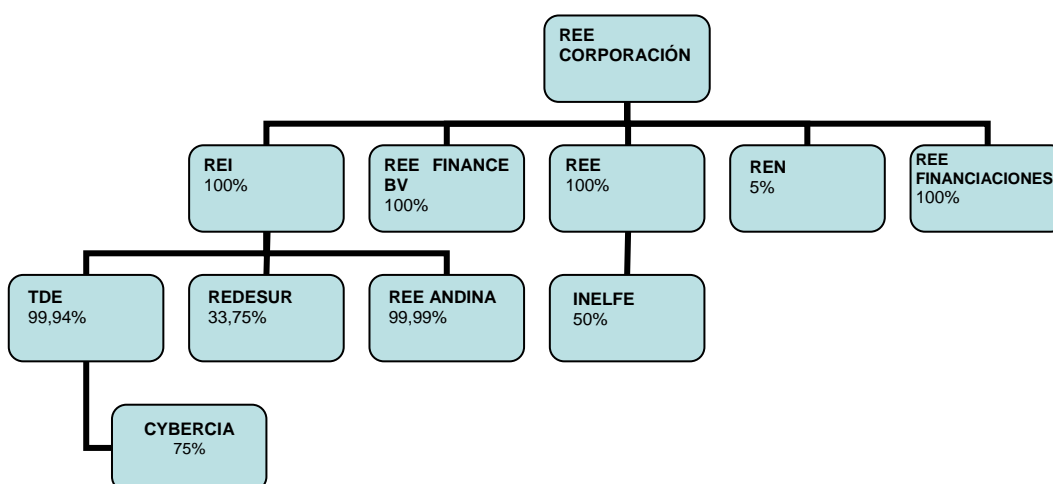 REE
CORPORACIÓN
REI
100%
REE FINANCE
BV
100%
REE
100%
REN
5%
REE
FINANCIACIONES
100%
TDE
99,94%
REDESUR
33,75%
REE ANDINA
99,99%
INELFE
50%
CYBERCIA
75%